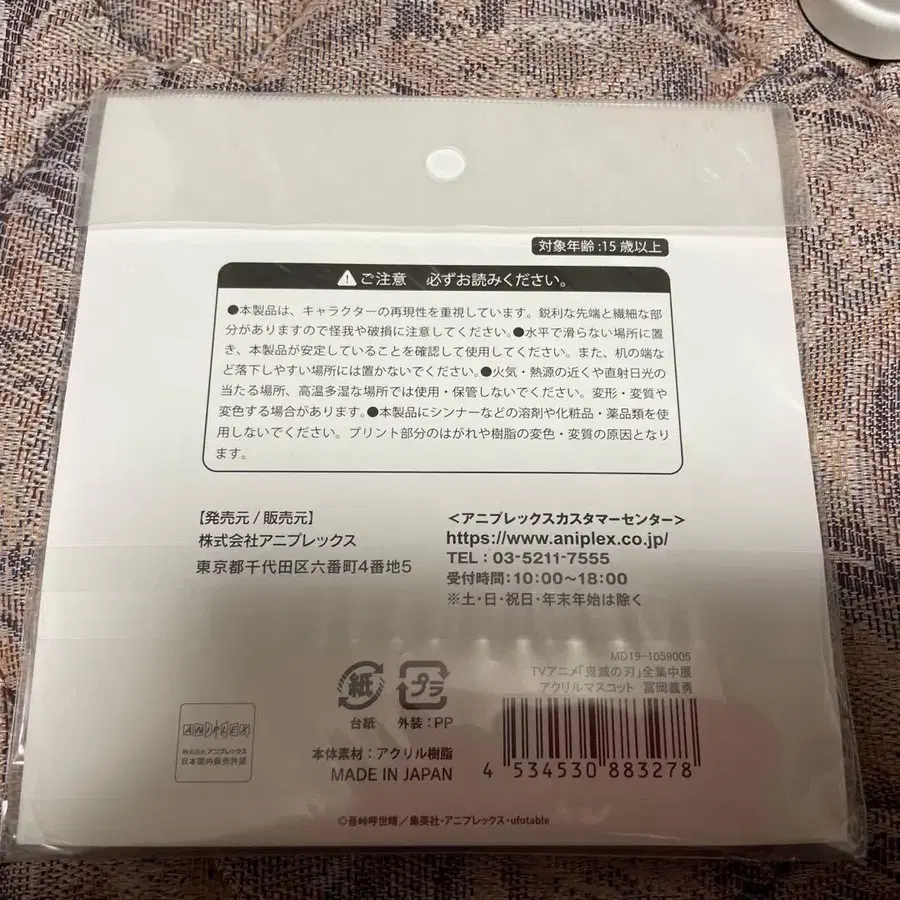 対象年齢:15歳以上
ご注意 必ずお読みください。
●本製品は、キャラクターの再現性を重視しています。鋭利な先端と繊細な部
分がありますので怪我や破損に注意してください。●水平で滑らない場所に置
き、本製品が安定していることを確認して使用してください。また、机の端な
ど落下しやすい場所には置かないでください。●火気・熱源の近くや直射日光の
当たる場所、高温多湿な場所では使用・保管しないでください。変形・変質や
変色する場合があります。●本製品にシンナーなどの溶剤や化粧品・薬品類を使
用しないでください。プリント部分のはがれや樹脂の変色・変質の原因となり
ます。
【発売元/販売元】
株式会社アニプレックス
東京都千代田区六番町4番地5
<アニプレックスカスタマーセンター>
https://www.aniplex.co.jp/
TEL:03-5211-7555
受付時間:10:00~18:00
※土・日・祝日・年末年始は除く
MD19-1059005
TVアニメ「鬼滅の刃」全集中展
アクリルマスコット 冨岡義勇
紙
プラ
台紙
外装:PP
本体素材:アクリル樹脂
MADE IN JAPAN
4 534530 883278
ANIPLEX
株式会社 アニプレックス
日本国内販売許諾
©吾峠呼世晴/集英社・アニプレックス・ufotable